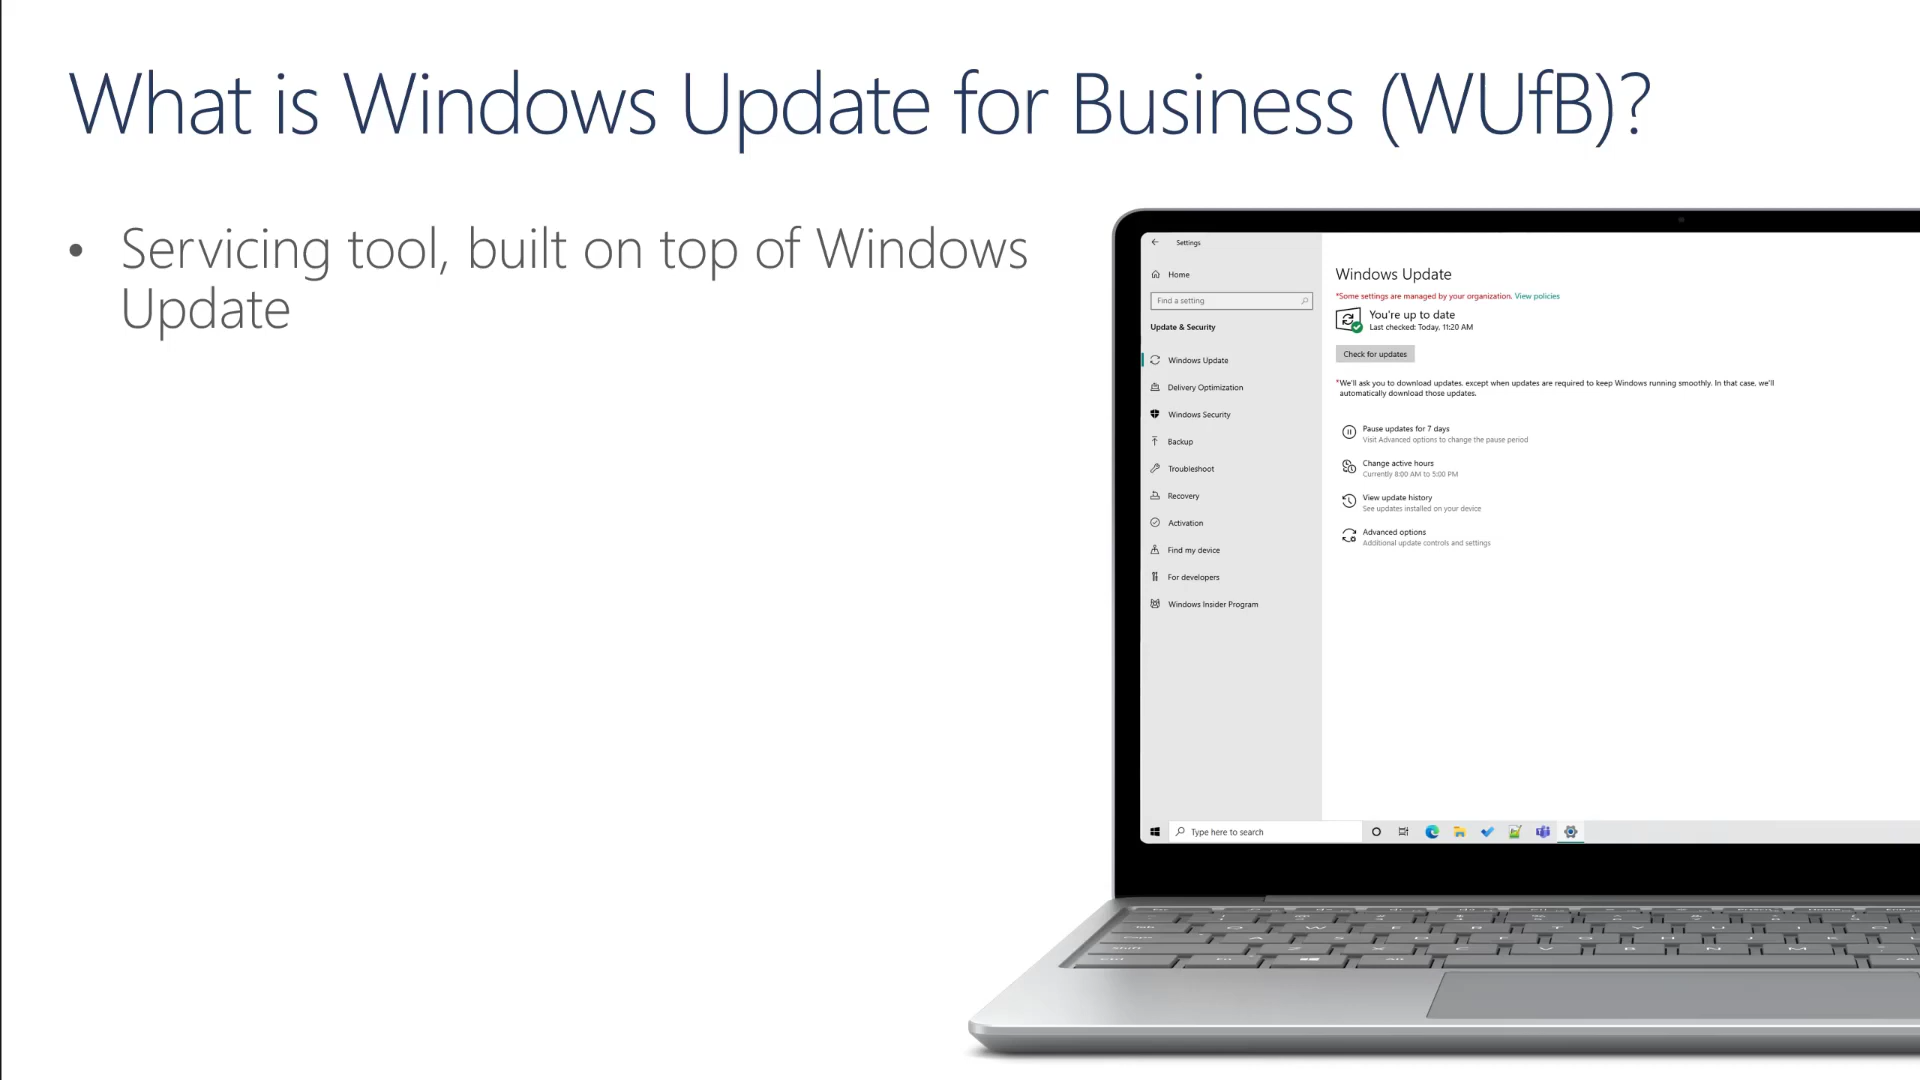 What is Windows Update for Business (WUfB)?
• Servicing tool, built on top of Windows
Update
Settings
Home
Find a setting
Update & Security
Windows Update
Delivery Optimization
Windows Security
Backup
Troubleshoot
Recovery
Activation
Find my device
For developers
Windows Insider Program
Windows Update
*Some settings are managed by your organization. View policies
You're up to date
Last checked: Today, 11:20 AM
Check for updates
*We'll ask you to download updates, except when updates are required to keep Windows running smoothly. In that case, we'll
automatically download those updates.
Pause updates for 7 days
Visit Advanced options to change the pause period
Change active hours
Currently 8:00 AM to 5:00 PM
View update history
See updates installed on your device
Advanced options
Additional update controls and settings
Type here to search